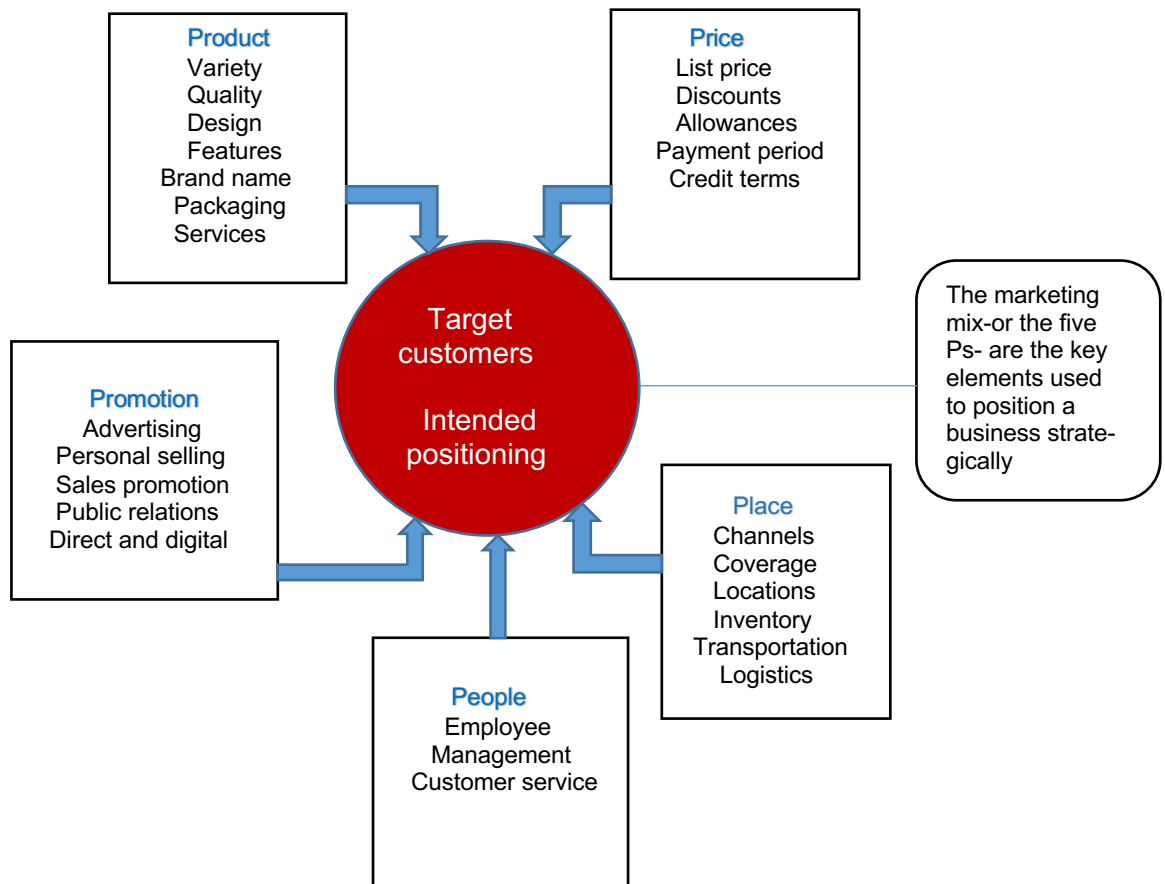 Product
Variety
Quality
Design
Features
Brand name
Packaging
Services
Price
List price
Discounts
Allowances
Payment period
Credit terms
Target
customers
Intended
positioning
The marketing
mix-or the five
Ps- are the key
elements used
to position a
business strate-
gically
Promotion
Advertising
Personal selling
Sales promotion
Public relations
Direct and digital
Place
Channels
Coverage
Locations
Inventory
Transportation
Logistics
People
Employee
Management
Customer service